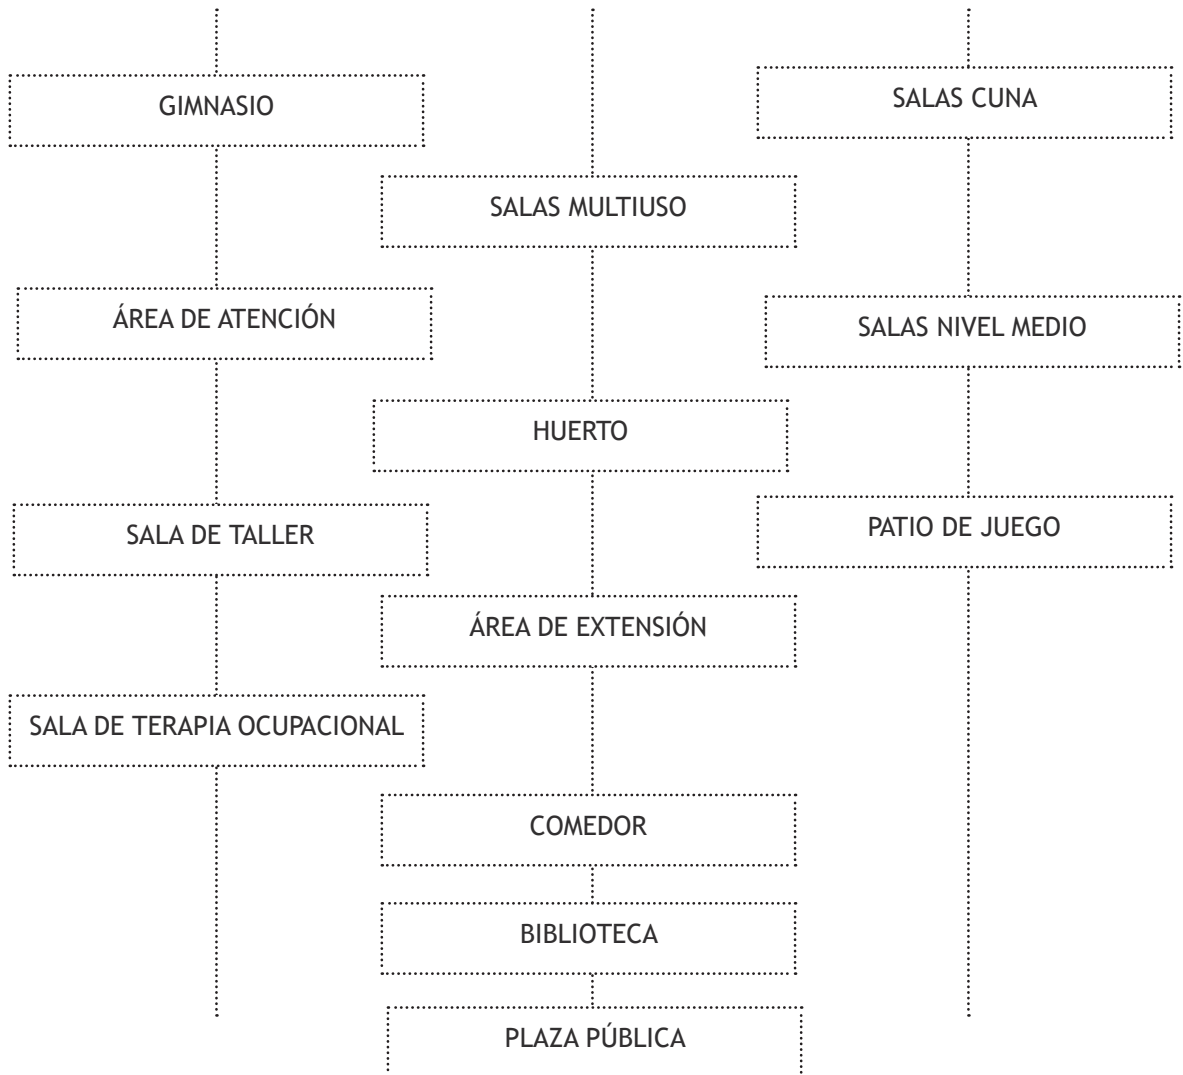 GIMNASIO
SALAS CUNA
SALAS MULTIUSO
ÁREA DE ATENCIÓN
SALAS NIVEL MEDIO
HUERTO
SALA DE TALLER
PATIO DE JUEGO
ÁREA DE EXTENSIÓN
SALA DE TERAPIA OCUPACIONAL
COMEDOR
BIBLIOTECA
PLAZA PÚBLICA